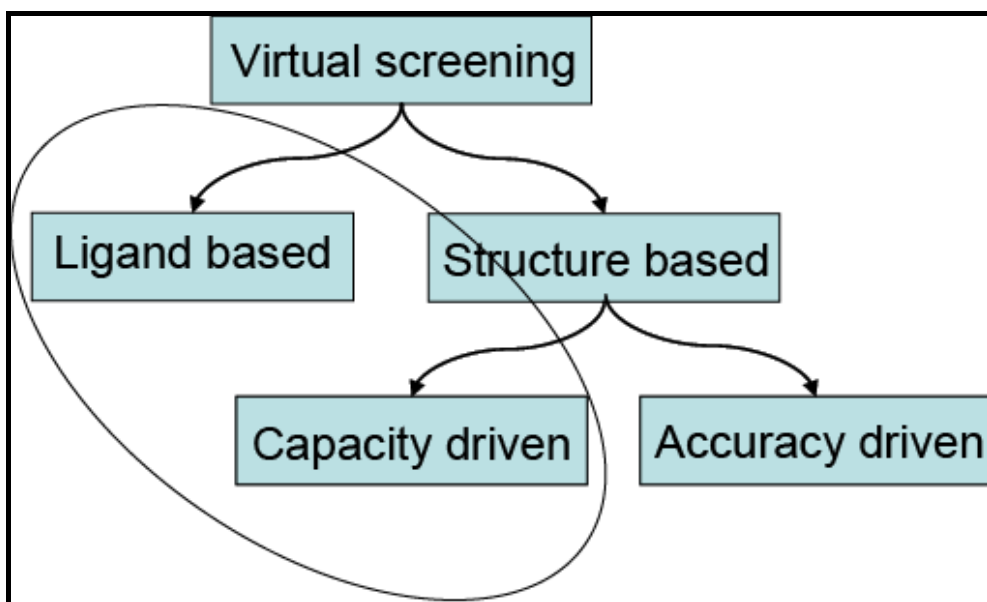 Virtual screening
Ligand based
Structure based
Capacity driven
Accuracy driven